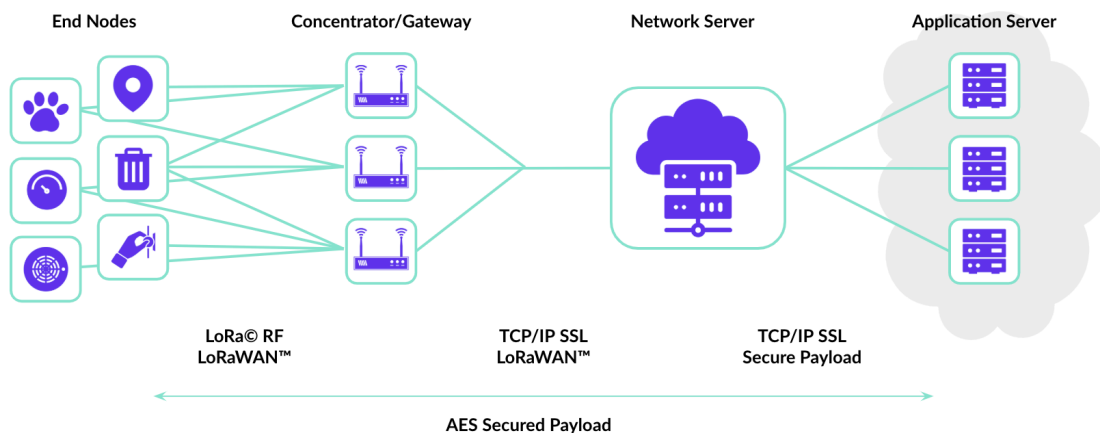 End Nodes
Concentrator/Gateway
Network Server
Application Server
LoRa© RF
LoRaWAN™
TCP/IP SSL
LoRaWAN™
TCP/IP SSL
Secure Payload
AES Secured Payload